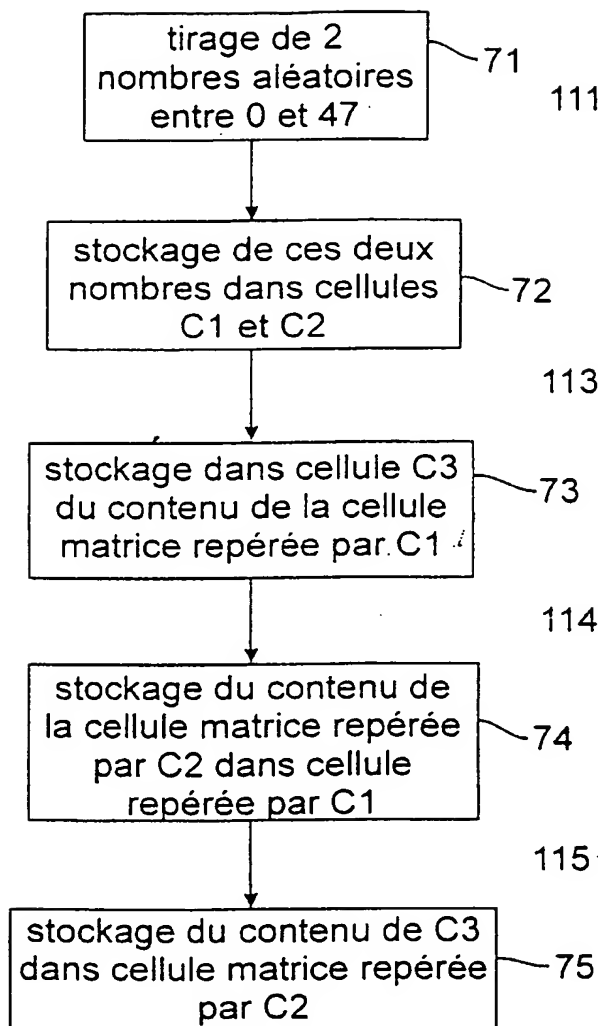 tirage de 2
nombres aléatoires
entre 0 et 47
71
111
stockage de ces deux
nombres dans cellules
C1 et C2
72
113
stockage dans cellule C3
du contenu de la cellule
matrice repérée par C1
73
114
stockage du contenu de
la cellule matrice repérée
par C2 dans cellule
repérée par C1
74
115
stockage du contenu de C3
dans cellule matrice repérée
par C2
75